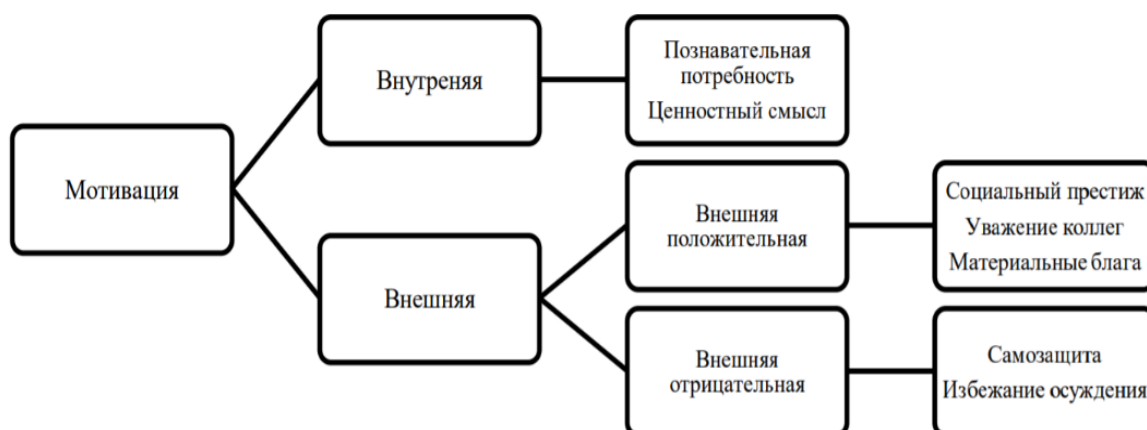 Мотивация
Внутреняя
Познавательная
потребность
Ценностный смысл
Внешняя
Внешняя
положительная
Социальный престиж
Уважение коллег
Материальные блага
Внешняя
отрицательная
Самозащита
Избежание осуждения